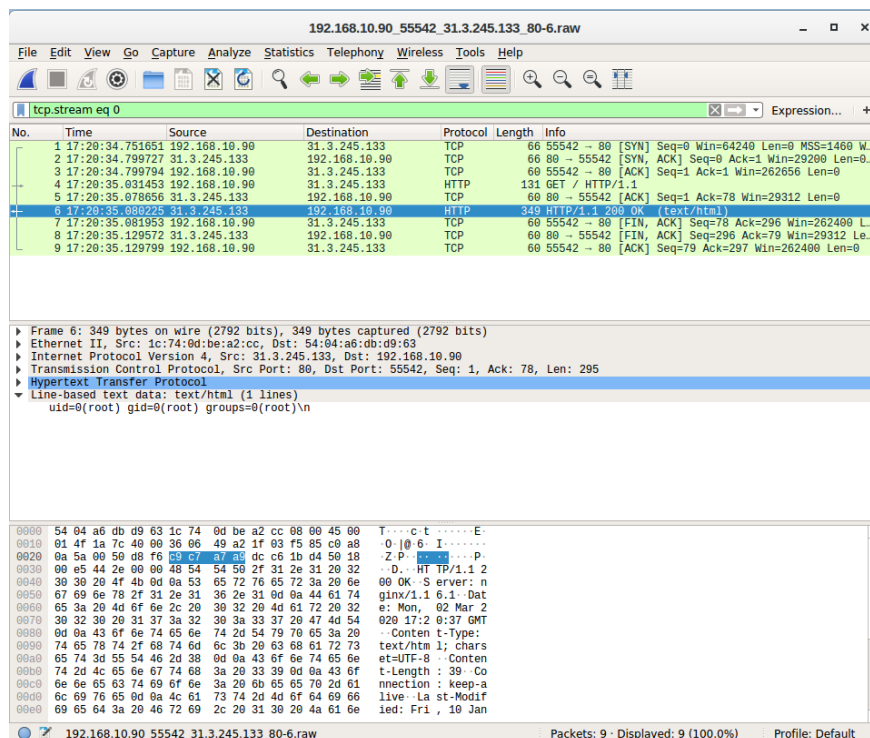 192.168.10.90_55542_31.3.245.133_80-6.raw
File Edit View Go Capture Analyze Statistics Telephony Wireless Tools Help
tcp.stream eq 0 Expression... +
No. Time Source Destination Protocol Length Info
1 17:20:34.751651 192.168.10.90 31.3.245.133 TCP 66 55542 → 80 [SYN] Seq=0 Win=64240 Len=0 MSS=1460 W…
2 17:20:34.799727 31.3.245.133 192.168.10.90 TCP 66 80 → 55542 [SYN, ACK] Seq=0 Ack=1 Win=29200 Len=0…
3 17:20:34.799794 192.168.10.90 31.3.245.133 TCP 60 55542 → 80 [ACK] Seq=1 Ack=1 Win=262656 Len=0
4 17:20:35.031453 192.168.10.90 31.3.245.133 HTTP 131 GET / HTTP/1.1
5 17:20:35.078656 31.3.245.133 192.168.10.90 TCP 60 80 → 55542 [ACK] Seq=1 Ack=78 Win=29312 Len=0
6 17:20:35.080225 31.3.245.133 192.168.10.90 HTTP 349 HTTP/1.1 200 OK (text/html)
7 17:20:35.081953 192.168.10.90 31.3.245.133 TCP 60 55542 → 80 [FIN, ACK] Seq=78 Ack=296 Win=262400 L…
8 17:20:35.129572 31.3.245.133 192.168.10.90 TCP 60 80 → 55542 [FIN, ACK] Seq=296 Ack=79 Win=29312 Le…
9 17:20:35.129799 192.168.10.90 31.3.245.133 TCP 60 55542 → 80 [ACK] Seq=79 Ack=297 Win=262400 Len=0
Frame 6: 349 bytes on wire (2792 bits), 349 bytes captured (2792 bits)
Ethernet II, Src: 1c:74:0d:be:a2:cc, Dst: 54:04:a6:db:d9:63
Internet Protocol Version 4, Src: 31.3.245.133, Dst: 192.168.10.90
Transmission Control Protocol, Src Port: 80, Dst Port: 55542, Seq: 1, Ack: 78, Len: 295
Hypertext Transfer Protocol
Line-based text data: text/html (1 lines)
uid=0(root) gid=0(root) groups=0(root)\n
0000 54 04 a6 db d9 63 1c 74 0d be a2 cc 08 00 45 00 T····c·t ······E·
0010 01 4f 1a 7c 40 00 36 06 49 a2 1f 03 f5 85 c0 a8 ·O·|@·6· I·······
0020 0a 5a 00 50 d8 f6 c9 c7 a7 a9 dc c6 1b d4 50 18 ·Z·P···· ······P·
0030 00 e5 44 2e 00 00 48 54 54 50 2f 31 2e 31 20 32 ··D.··HT TP/1.1 2
0040 30 30 20 4f 4b 0d 0a 53 65 72 76 65 72 3a 20 6e 00 OK··S erver: n
0050 67 69 6e 78 2f 31 2e 31 36 2e 31 0d 0a 44 61 74 ginx/1.1 6.1··Dat
0060 65 3a 20 4d 6f 6e 2c 20 30 32 20 4d 61 72 20 32 e: Mon, 02 Mar 2
0070 30 32 30 20 31 37 3a 32 30 3a 33 37 20 47 4d 54 020 17:2 0:37 GMT
0080 0d 0a 43 6f 6e 74 65 6e 74 2d 54 79 70 65 3a 20 ··Conten t-Type:
0090 74 65 78 74 2f 68 74 6d 6c 3b 20 63 68 61 72 73 text/htm l; chars
00a0 65 74 3d 55 54 46 2d 38 0d 0a 43 6f 6e 74 65 6e et=UTF-8 ··Conten
00b0 74 2d 4c 65 6e 67 74 68 3a 20 33 39 0d 0a 43 6f t-Length : 39··Co
00c0 6e 6e 65 63 74 69 6f 6e 3a 20 6b 65 65 70 2d 61 nnection : keep-a
00d0 6c 69 76 65 0d 0a 4c 61 73 74 2d 4d 6f 64 69 66 live··La st-Modif
00e0 69 65 64 3a 20 46 72 69 2c 20 31 30 20 4a 61 6e ied: Fri , 10 Jan
192.168.10.90_55542_31.3.245.133_80-6.raw Packets: 9 · Displayed: 9 (100.0%) Profile: Default